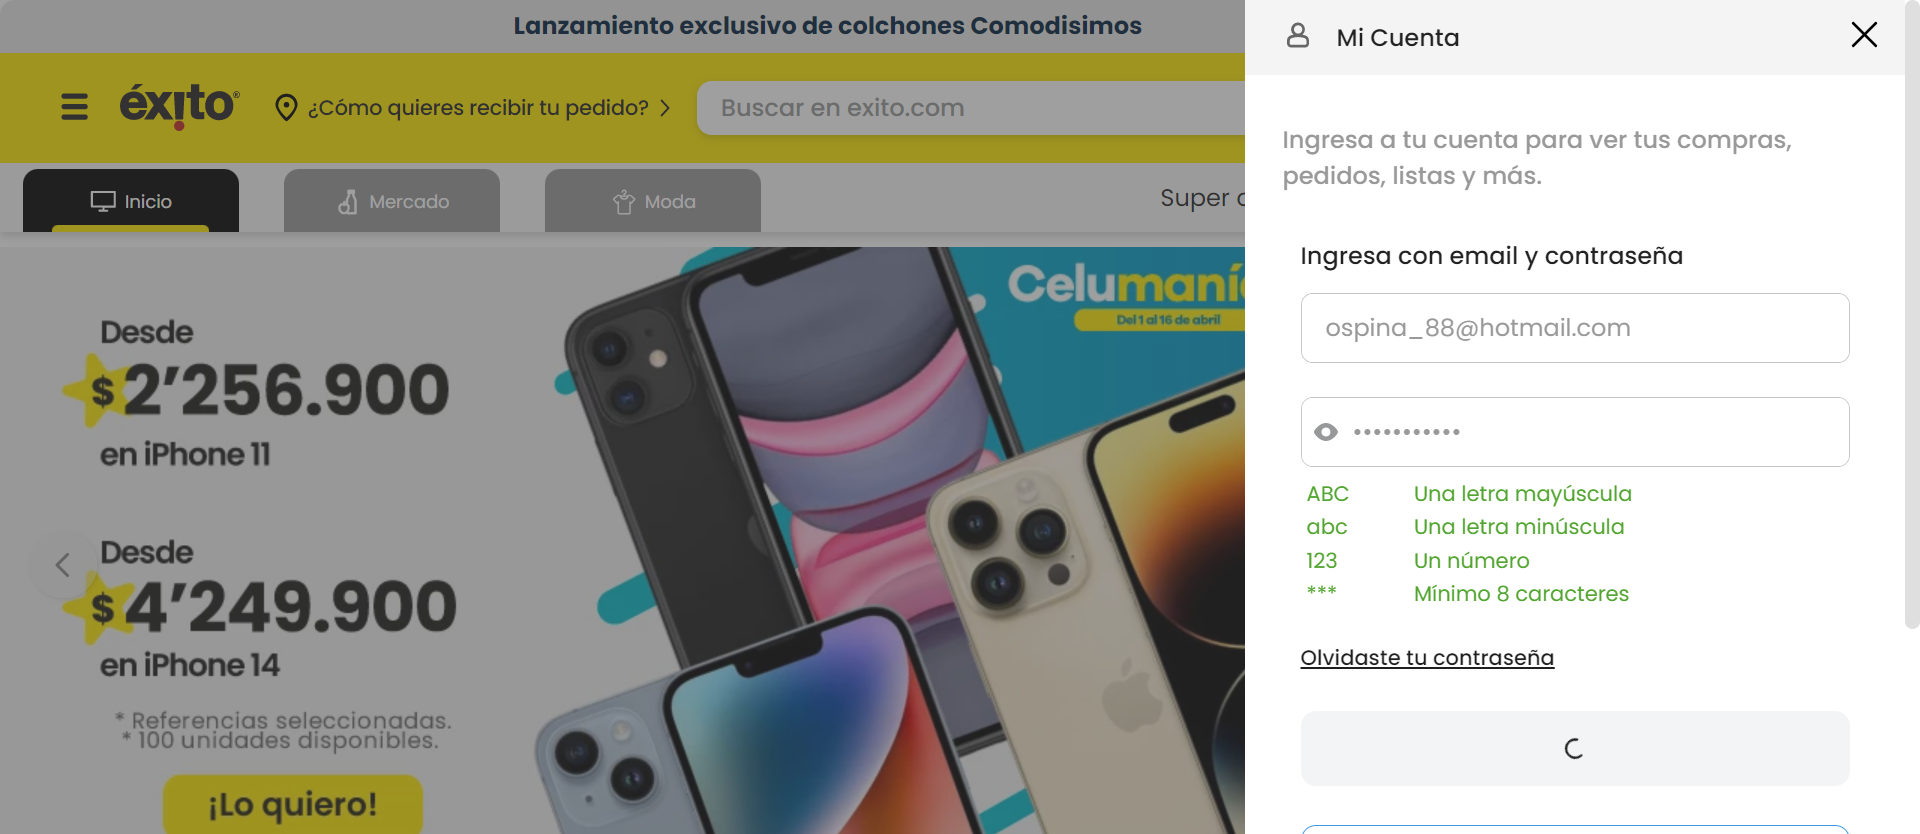 Lanzamiento exclusivo de colchones Comodisimos
éxito®
¿Cómo quieres recibir tu pedido?
Buscar en exito.com
Inicio
Mercado
Moda
Super
Desde
$ 2’256.900
en iPhone 11
Desde
$ 4’249.900
en iPhone 14
* Referencias seleccionadas.
* 100 unidades disponibles.
¡Lo quiero!
Celumaní
Del 1 al 16 de abril
Mi Cuenta
Ingresa a tu cuenta para ver tus compras,
pedidos, listas y más.
Ingresa con email y contraseña
ospina_88@hotmail.com
•••••••••••
ABC Una letra mayúscula
abc Una letra minúscula
123 Un número
*** Mínimo 8 caracteres
Olvidaste tu contraseña